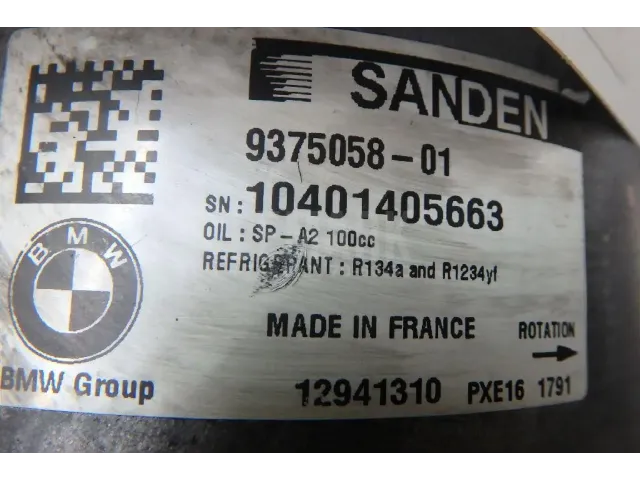 SANDEN
9375058-01
SN: 10401405663
OIL : SP-A2 100cc
REFRIGERANT : R134a and R1234yf
BMW
MADE IN FRANCE
ROTATION
BMW Group
12941310 PXE16 1791